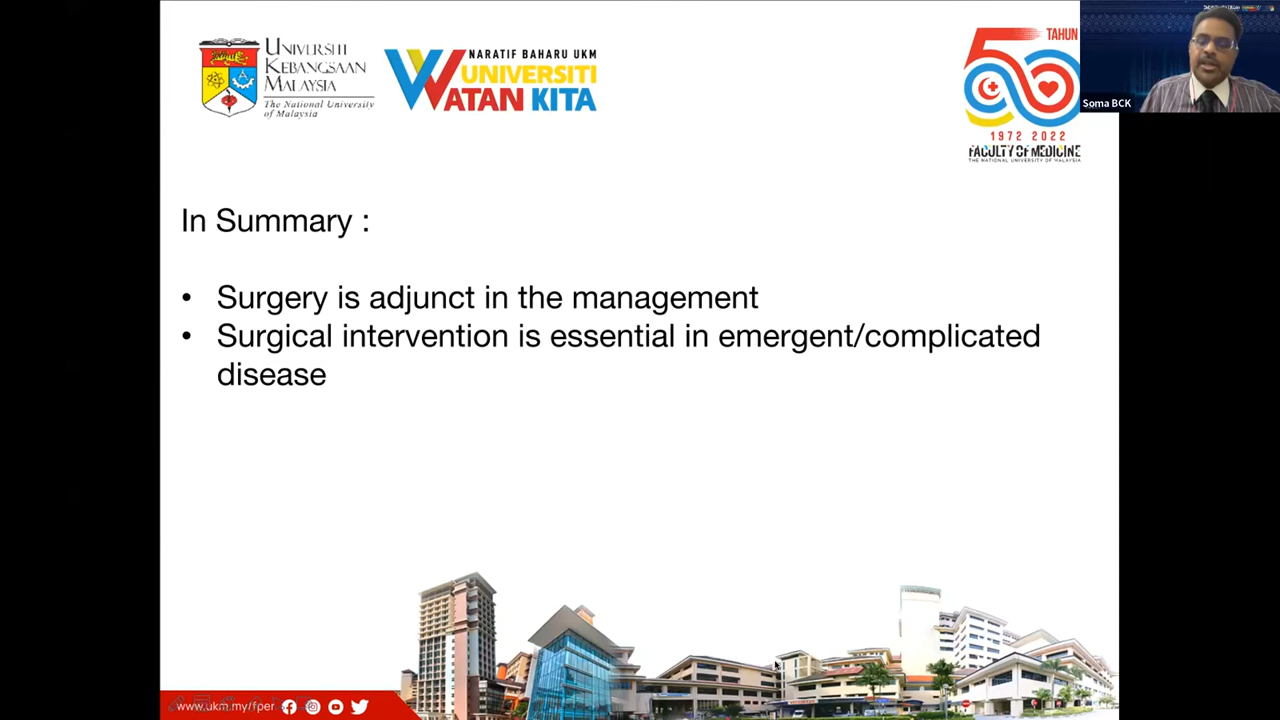 UNIVERSITI
KEBANGSAAN
MALAYSIA
The National University
of Malaysia
NARATIF BAHARU UKM
UNIVERSITI
WATAN KITA
TAHUN
50
1972 2022
FACULTY OF MEDICINE
THE NATIONAL UNIVERSITY OF MALAYSIA
Soma BCK
In Summary :
• Surgery is adjunct in the management
• Surgical intervention is essential in emergent/complicated
disease
www.ukm.my/fper